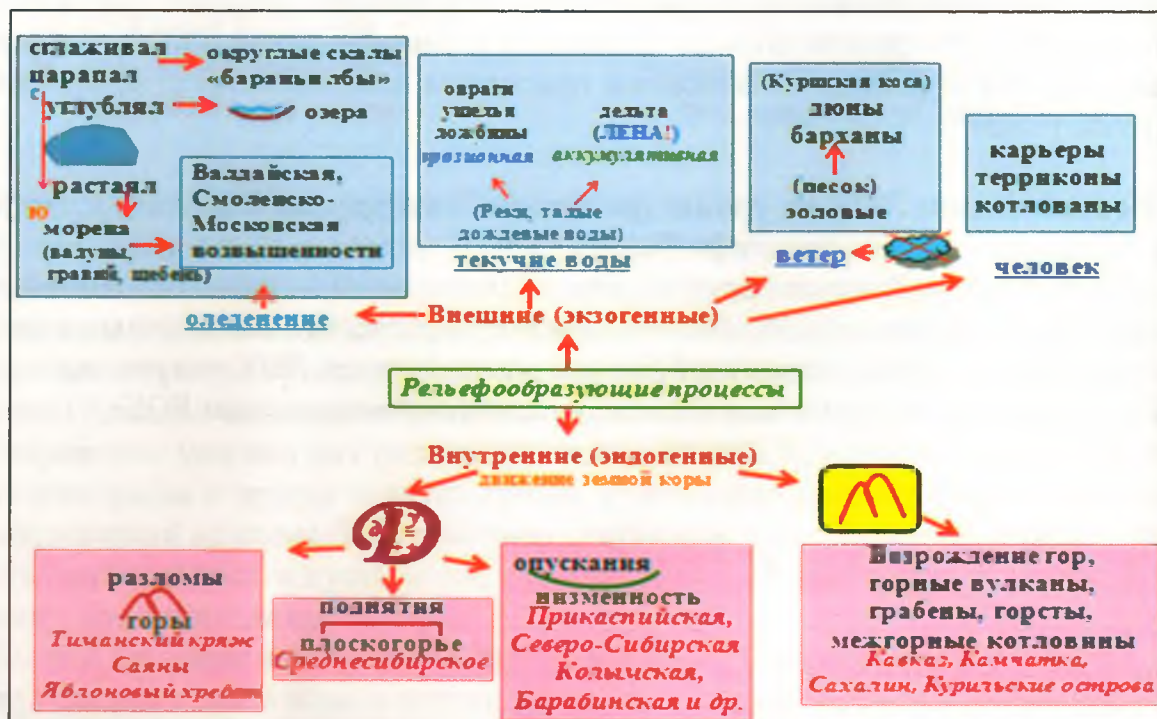 сглаживал
царапал
округлые скалы
«бараньи лбы»
с
углублял
озера
растаял
Ю
морена
(валуны,
гравий, щебень)
Валдайская,
Смоленско-
Московская
возвышенности
оледенение
овраги
ущелья
ложбины
эрозионная
дельта
(ЛЕНА!)
аккумулятивная
(Реки, талые
дождевые воды)
текучие воды
(Куршская коса)
дюны
барханы
(песок)
эоловые
ветер
карьеры
терриконы
котлованы
человек
Внешние (экзогенные)
Рельефообразующие процессы
Внутренние (эндогенные)
движение земной коры
разломы
горы
Тиманский кряж
Саяны
Яблоновый хребет
поднятия
плоскогорье
Среднесибирское
опускания
низменность
Прикаспийская,
Северо-Сибирская
Колымская,
Барабинская и др.
Возрождение гор,
горные вулканы,
грабены, горсты,
межгорные котловины
Кавказ, Камчатка,
Сахалин, Курильские острова